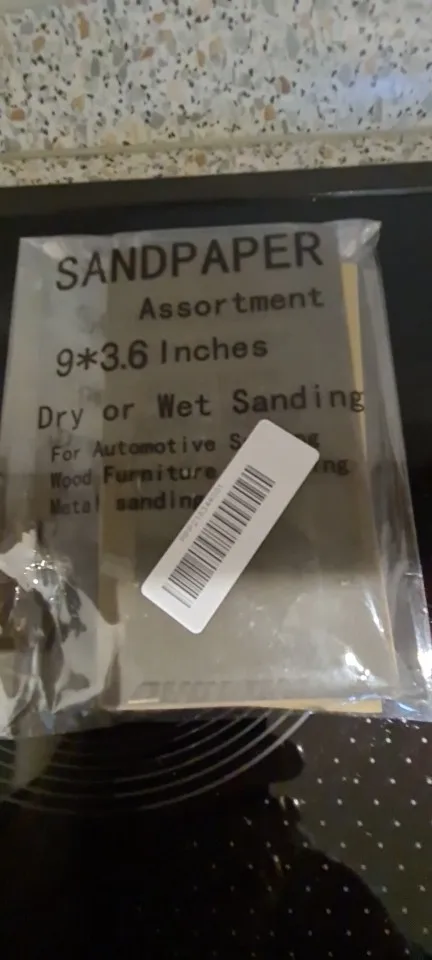 SANDPAPER
Assortment
9*3.6 Inches
Dry or Wet Sanding
For Automotive
Wood Furniture
Metal sanding